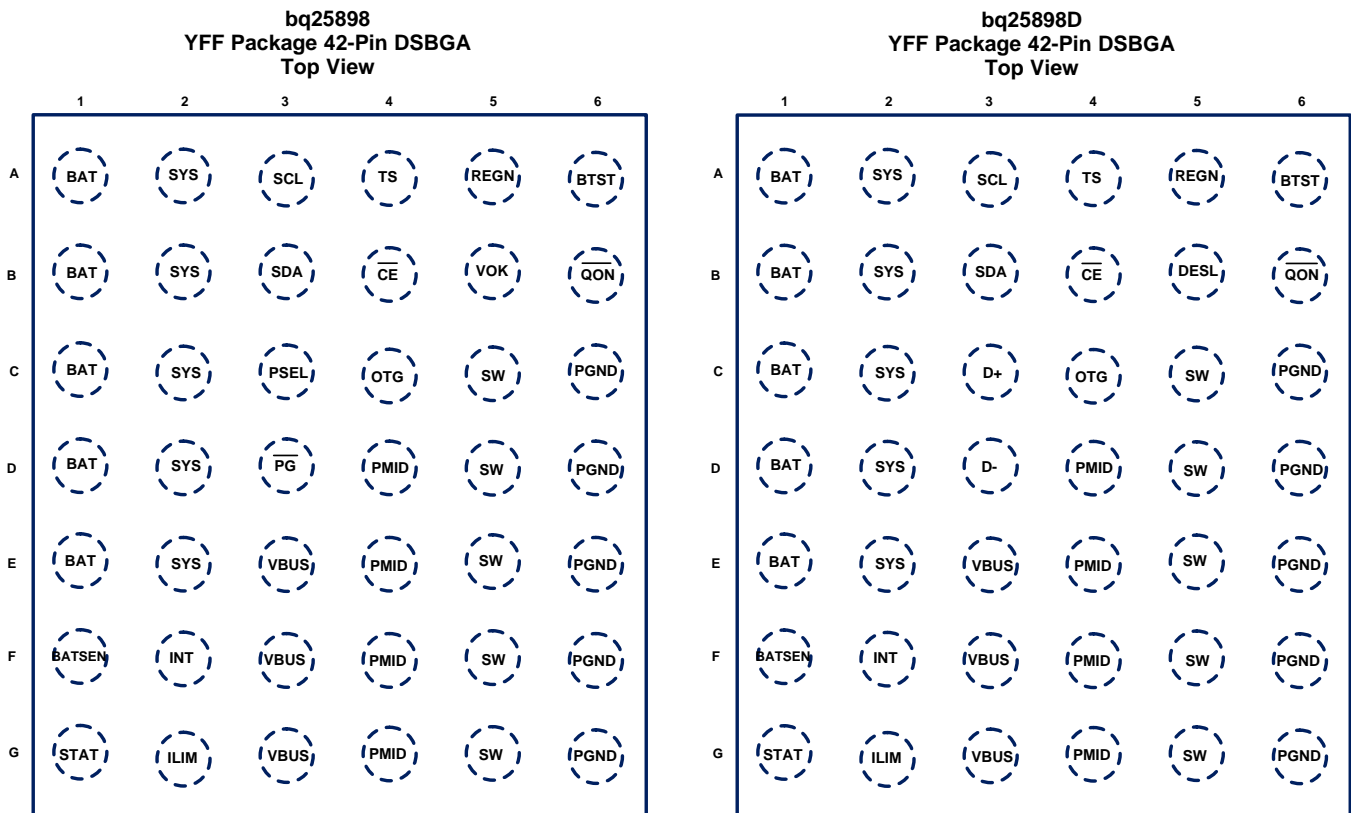 bq25898
YFF Package 42-Pin DSBGA
Top View
1 2 3 4 5 6
A BAT SYS SCL TS REGN BTST
B BAT SYS SDA C̅E̅ VOK Q̅O̅N̅
C BAT SYS PSEL OTG SW PGND
D BAT SYS P̅G̅ PMID SW PGND
E BAT SYS VBUS PMID SW PGND
F BATSEN INT VBUS PMID SW PGND
G STAT ILIM VBUS PMID SW PGND
bq25898D
YFF Package 42-Pin DSBGA
Top View
1 2 3 4 5 6
A BAT SYS SCL TS REGN BTST
B BAT SYS SDA C̅E̅ DESL Q̅O̅N̅
C BAT SYS D+ OTG SW PGND
D BAT SYS D- PMID SW PGND
E BAT SYS VBUS PMID SW PGND
F BATSEN INT VBUS PMID SW PGND
G STAT ILIM VBUS PMID SW PGND